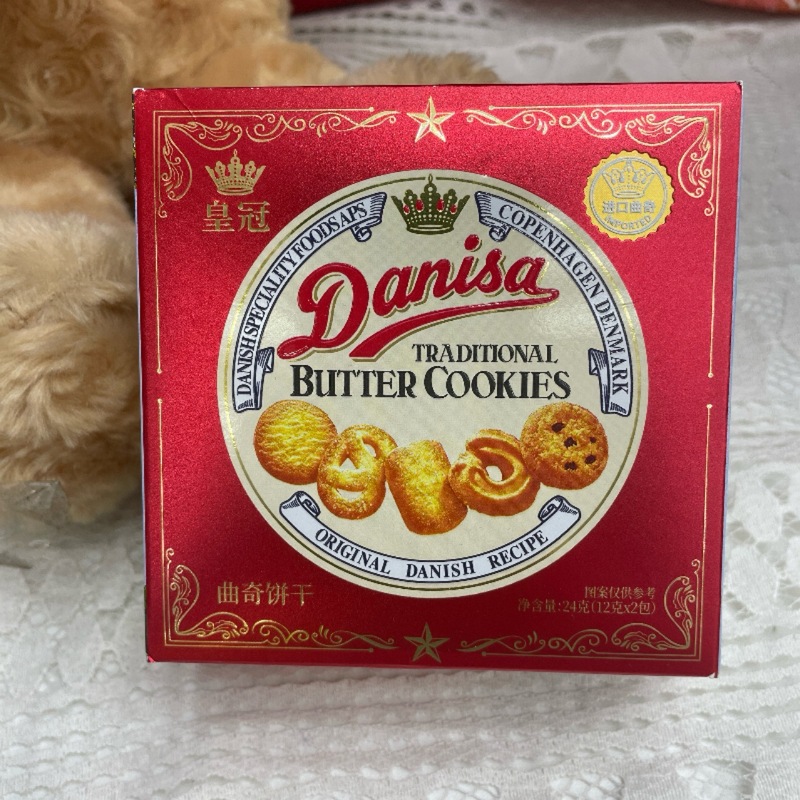 皇冠
进口曲奇
IMPORTED
DANISH SPECIALITY FOODS APS
COPENHAGEN DENMARK
Danisa
TRADITIONAL
BUTTER COOKIES
ORIGINAL DANISH RECIPE
曲奇饼干
图案仅供参考
净含量:24克(12克x2包)